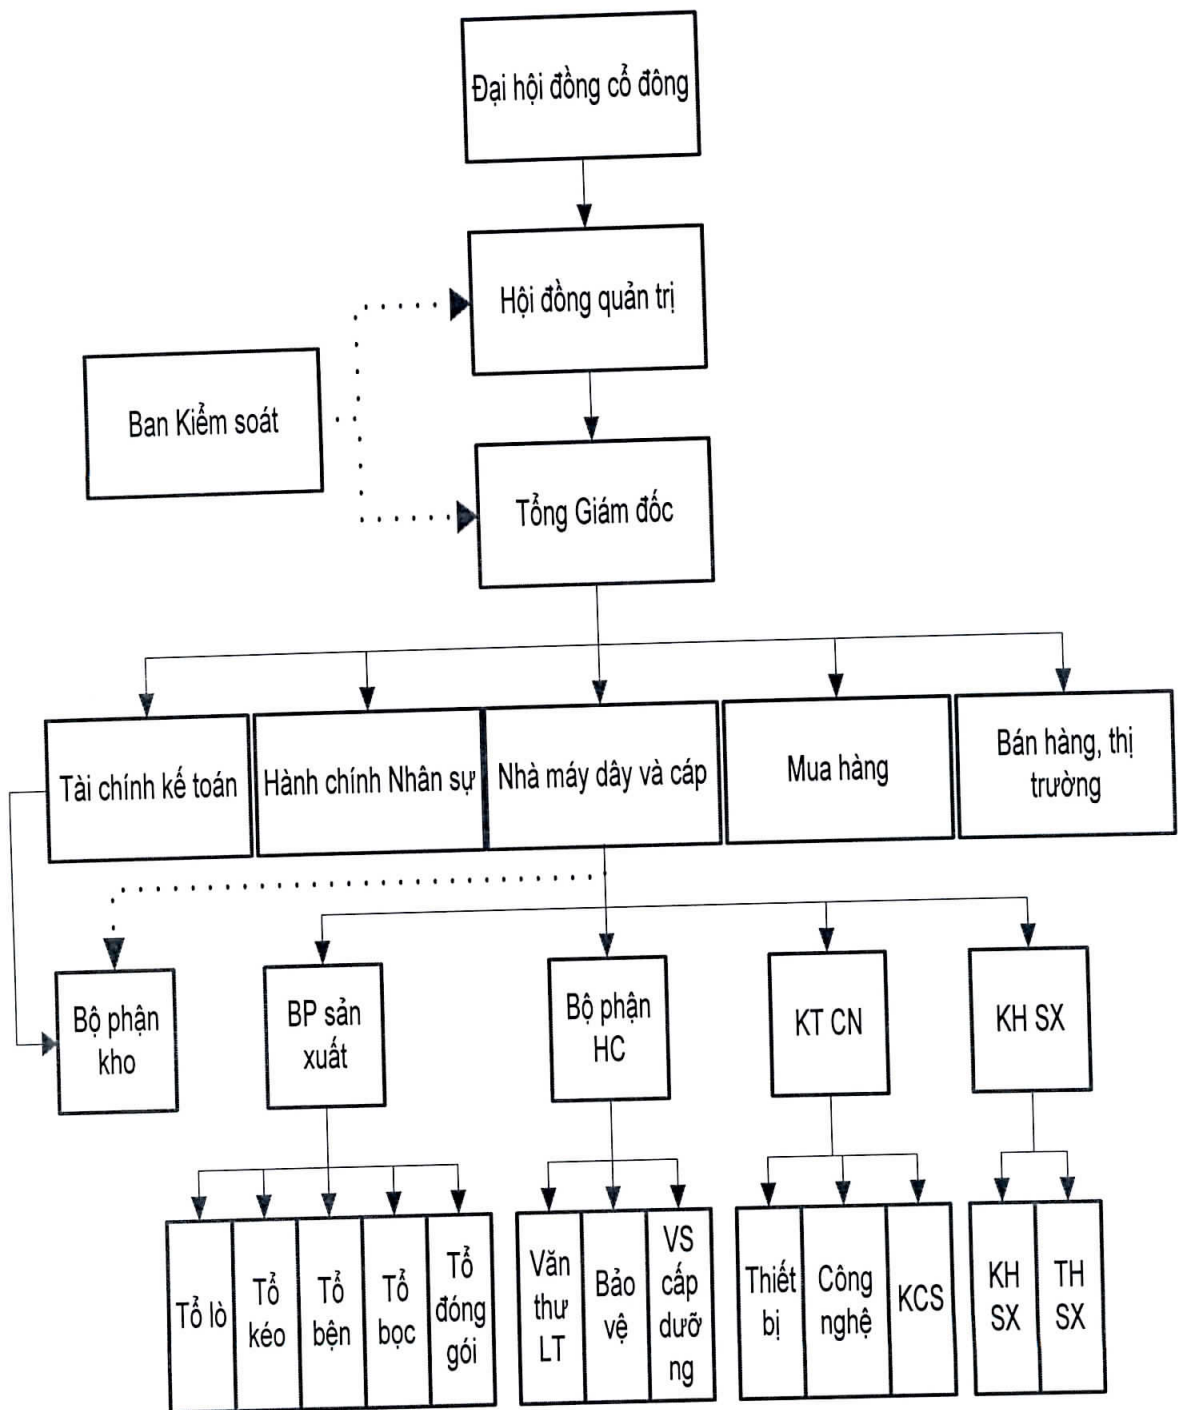 Đại hội đồng cổ đông
Hội đồng quản trị
Ban Kiểm soát
Tổng Giám đốc
Tài chính kế toán
Hành chính Nhân sự
Nhà máy dây và cáp
Mua hàng
Bán hàng, thị
trường
Bộ phận
kho
BP sản
xuất
Bộ phận
HC
KT CN
KH SX
Tổ lò
Tổ
kéo
Tổ
bện
Tổ
bọc
Tổ
đóng
gói
Văn
thư
LT
Bảo
vệ
VS
cấp
dưỡ
ng
Thiết
bị
Công
nghệ
KCS
KH
SX
TH
SX